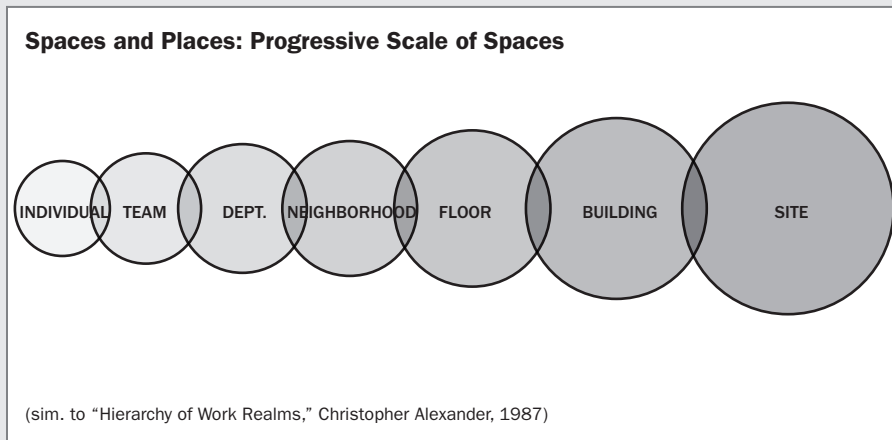 Spaces and Places: Progressive Scale of Spaces
INDIVIDUAL TEAM DEPT. NEIGHBORHOOD FLOOR BUILDING SITE
(sim. to “Hierarchy of Work Realms,” Christopher Alexander, 1987)